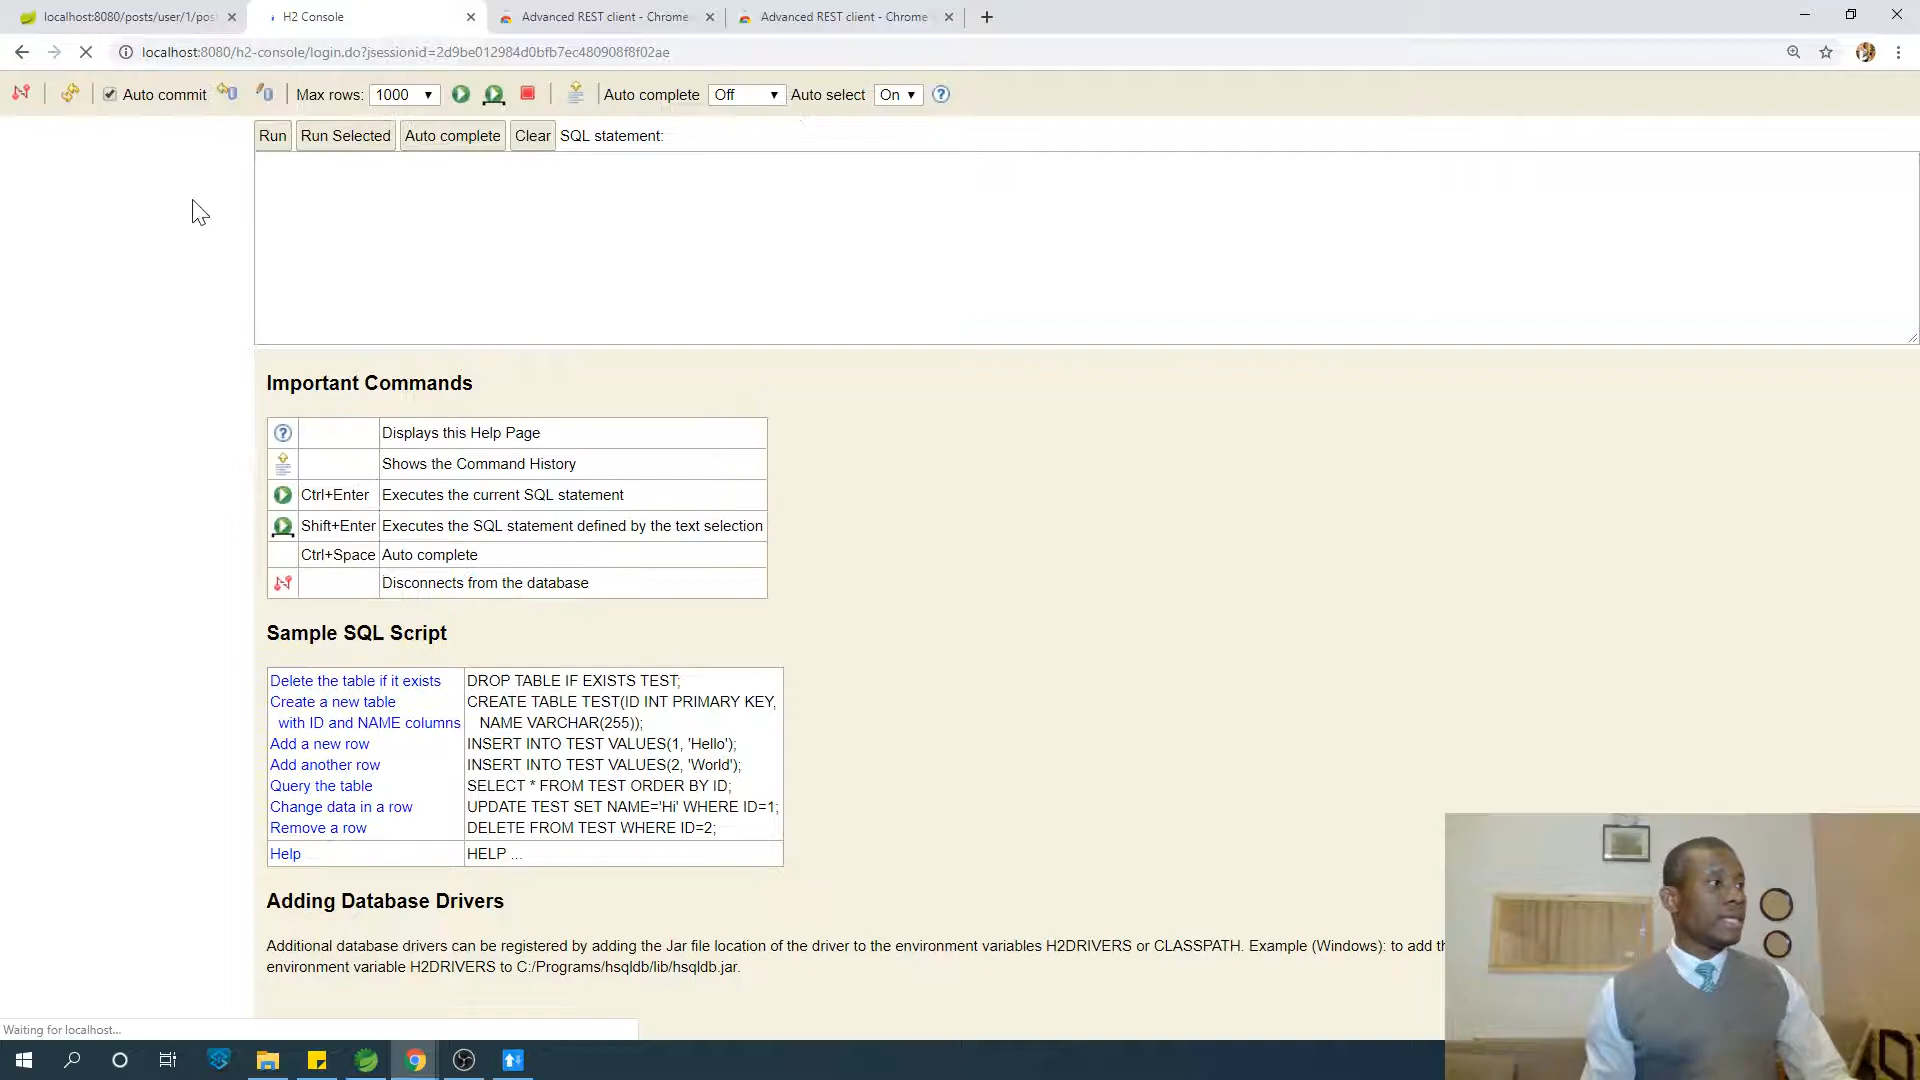 localhost:8080/posts/user/1/pos
H2 Console
Advanced REST client - Chrome
Advanced REST client - Chrome
localhost:8080/h2-console/login.do?jsessionid=2d9be012984d0bfb7ec480908f8f02ae
Auto commit
Max rows: 1000
Auto complete Off
Auto select On
Run
Run Selected
Auto complete
Clear
SQL statement:
Important Commands
Displays this Help Page
Shows the Command History
Ctrl+Enter Executes the current SQL statement
Shift+Enter Executes the SQL statement defined by the text selection
Ctrl+Space Auto complete
Disconnects from the database
Sample SQL Script
Delete the table if it exists DROP TABLE IF EXISTS TEST;
Create a new table CREATE TABLE TEST(ID INT PRIMARY KEY,
with ID and NAME columns NAME VARCHAR(255));
Add a new row INSERT INTO TEST VALUES(1, 'Hello');
Add another row INSERT INTO TEST VALUES(2, 'World');
Query the table SELECT * FROM TEST ORDER BY ID;
Change data in a row UPDATE TEST SET NAME='Hi' WHERE ID=1;
Remove a row DELETE FROM TEST WHERE ID=2;
Help HELP ...
Adding Database Drivers
Additional database drivers can be registered by adding the Jar file location of the driver to the environment variables H2DRIVERS or CLASSPATH. Example (Windows): to add th
environment variable H2DRIVERS to C:/Programs/hsqldb/lib/hsqldb.jar.
Waiting for localhost...